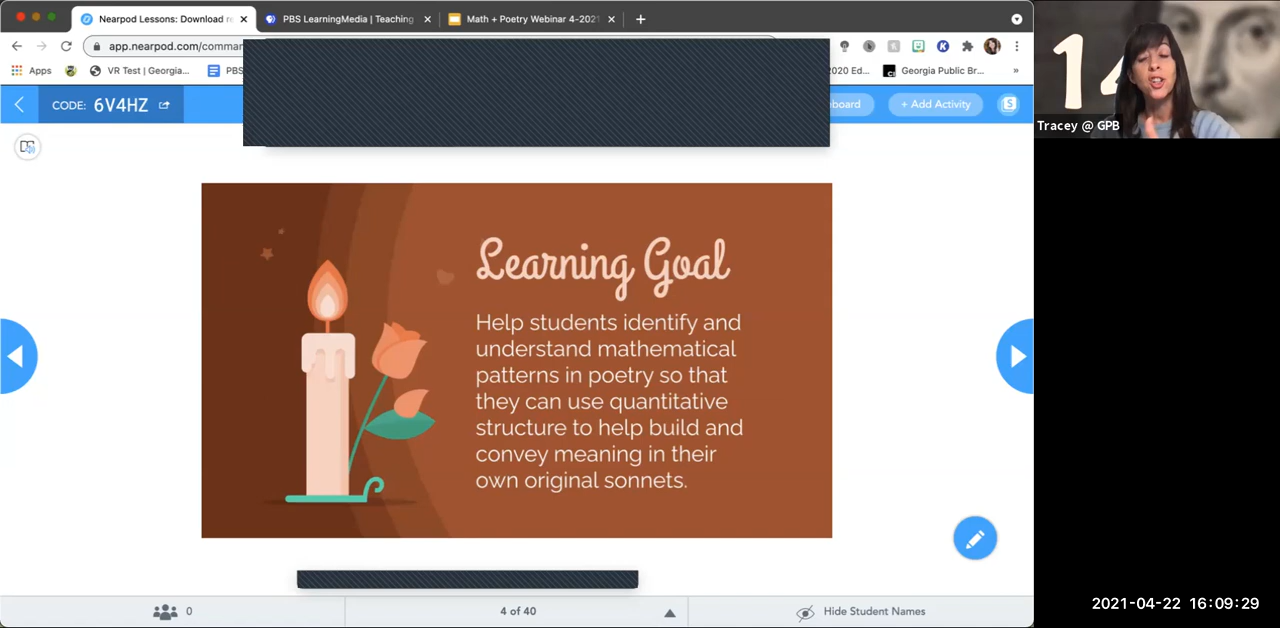 Nearpod Lessons: Download re
PBS LearningMedia | Teaching
Math + Poetry Webinar 4-2021
app.nearpod.com/comman
Apps
VR Test | Georgia...
PBS
2020 Ed...
Georgia Public Br...
»
CODE: 6V4HZ
board
+ Add Activity
S
14
Tracey @ GPB
Learning Goal
Help students identify and
understand mathematical
patterns in poetry so that
they can use quantitative
structure to help build and
convey meaning in their
own original sonnets.
0
4 of 40
Hide Student Names
2021-04-22 16:09:29